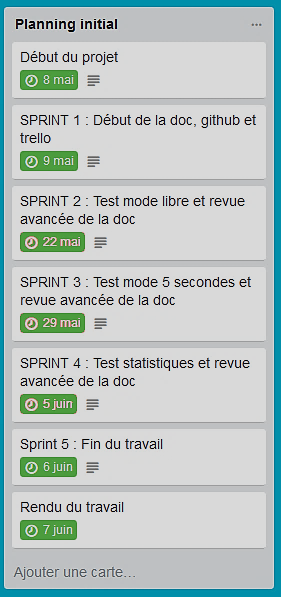 Planning initial
Début du projet
8 mai
SPRINT 1 : Début de la doc, github et
trello
9 mai
SPRINT 2 : Test mode libre et revue
avancée de la doc
22 mai
SPRINT 3 : Test mode 5 secondes et
revue avancée de la doc
29 mai
SPRINT 4 : Test statistiques et revue
avancée de la doc
5 juin
Sprint 5 : Fin du travail
6 juin
Rendu du travail
7 juin
Ajouter une carte...